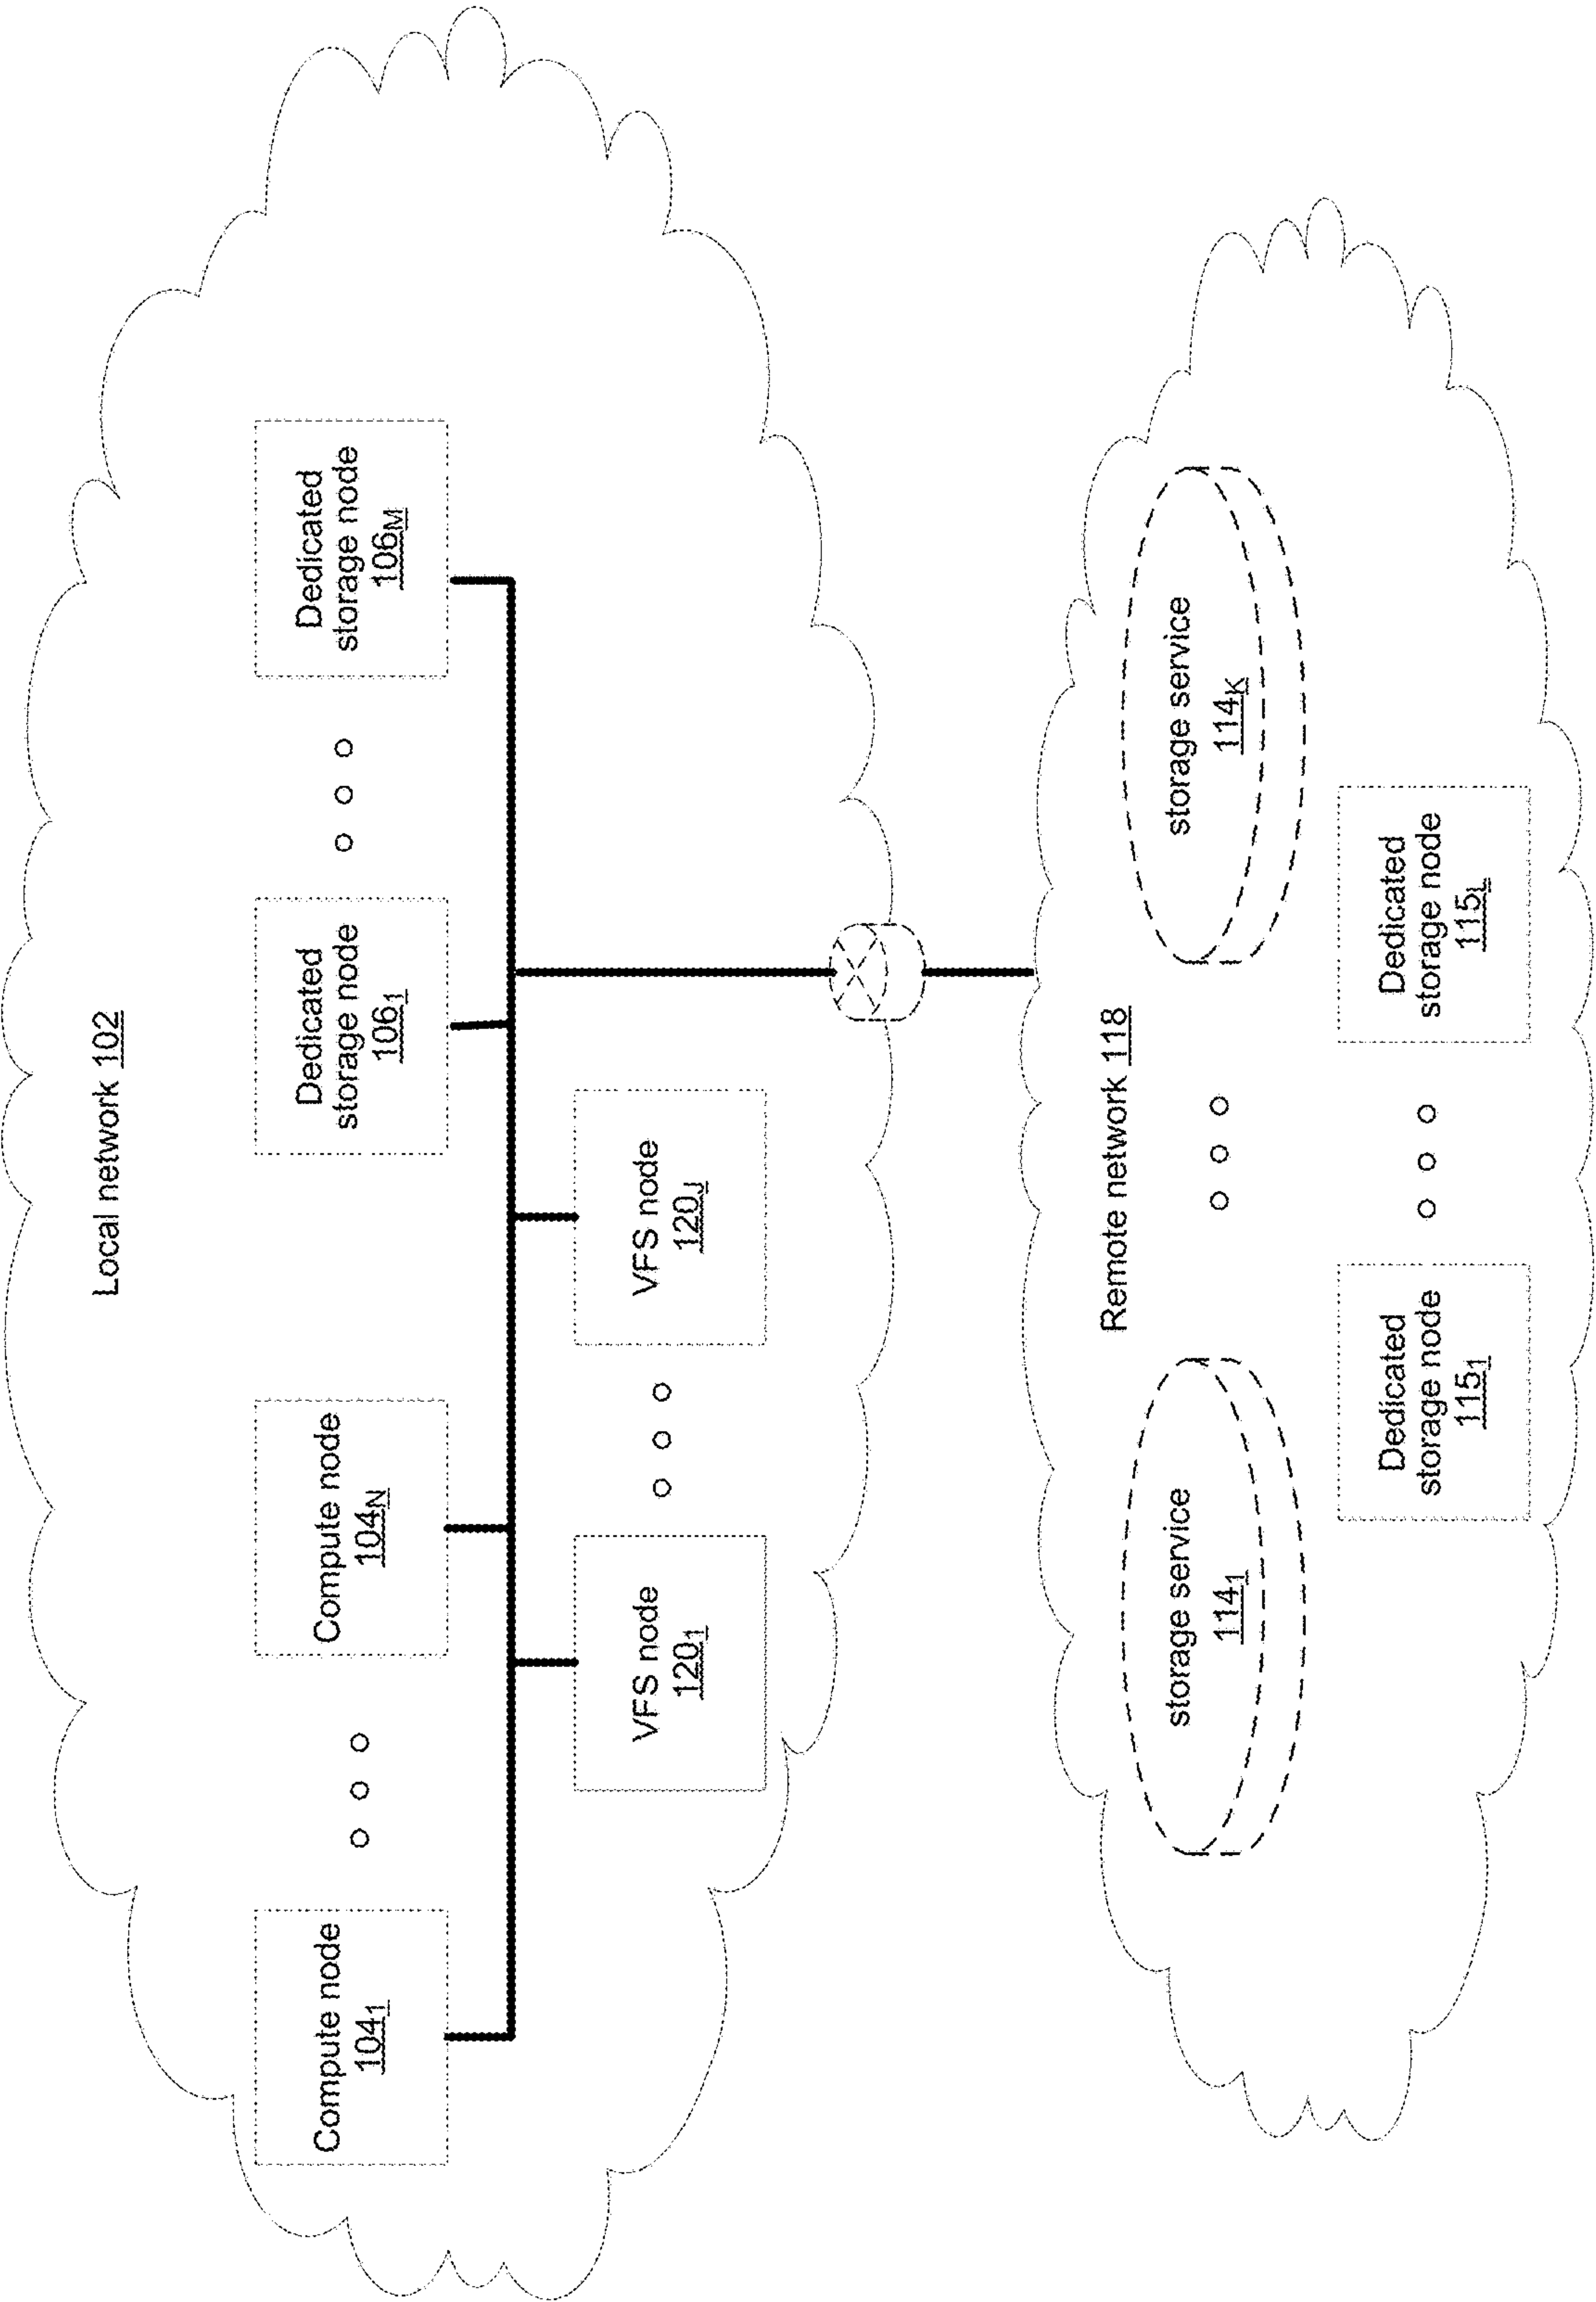 Local network 102
Compute node
104₁
Compute node
104N
Dedicated
storage node
106₁
Dedicated
storage node
106M
VFS node
120₁
VFS node
120J
Remote network 118
storage service
114₁
storage service
114K
Dedicated
storage node
115₁
Dedicated
storage node
115L